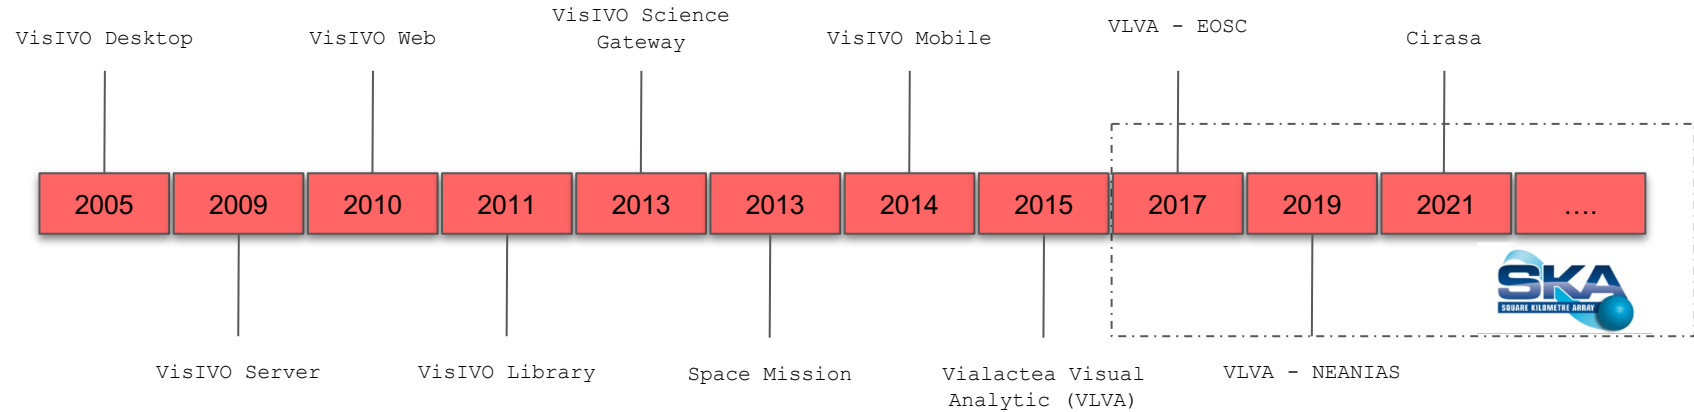 VisIVO Desktop
VisIVO Web
VisIVO Science
Gateway
VisIVO Mobile
VLVA - EOSC
Cirasa
2005
2009
2010
2011
2013
2013
2014
2015
2017
2019
2021
....
SKA
SQUARE KILOMETRE ARRAY
VisIVO Server
VisIVO Library
Space Mission
Vialactea Visual
Analytic (VLVA)
VLVA - NEANIAS